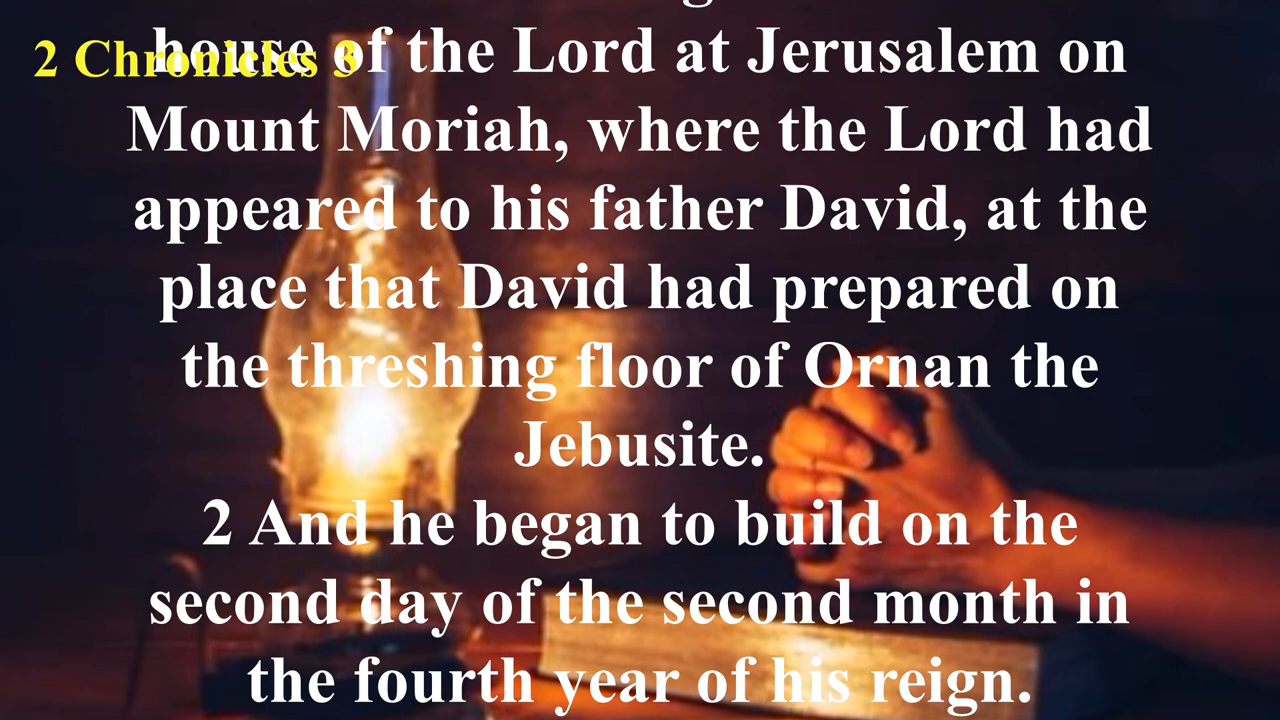 2 Chronicles 3
house of the Lord at Jerusalem on
Mount Moriah, where the Lord had
appeared to his father David, at the
place that David had prepared on
the threshing floor of Ornan the
Jebusite.
2 And he began to build on the
second day of the second month in
the fourth year of his reign.